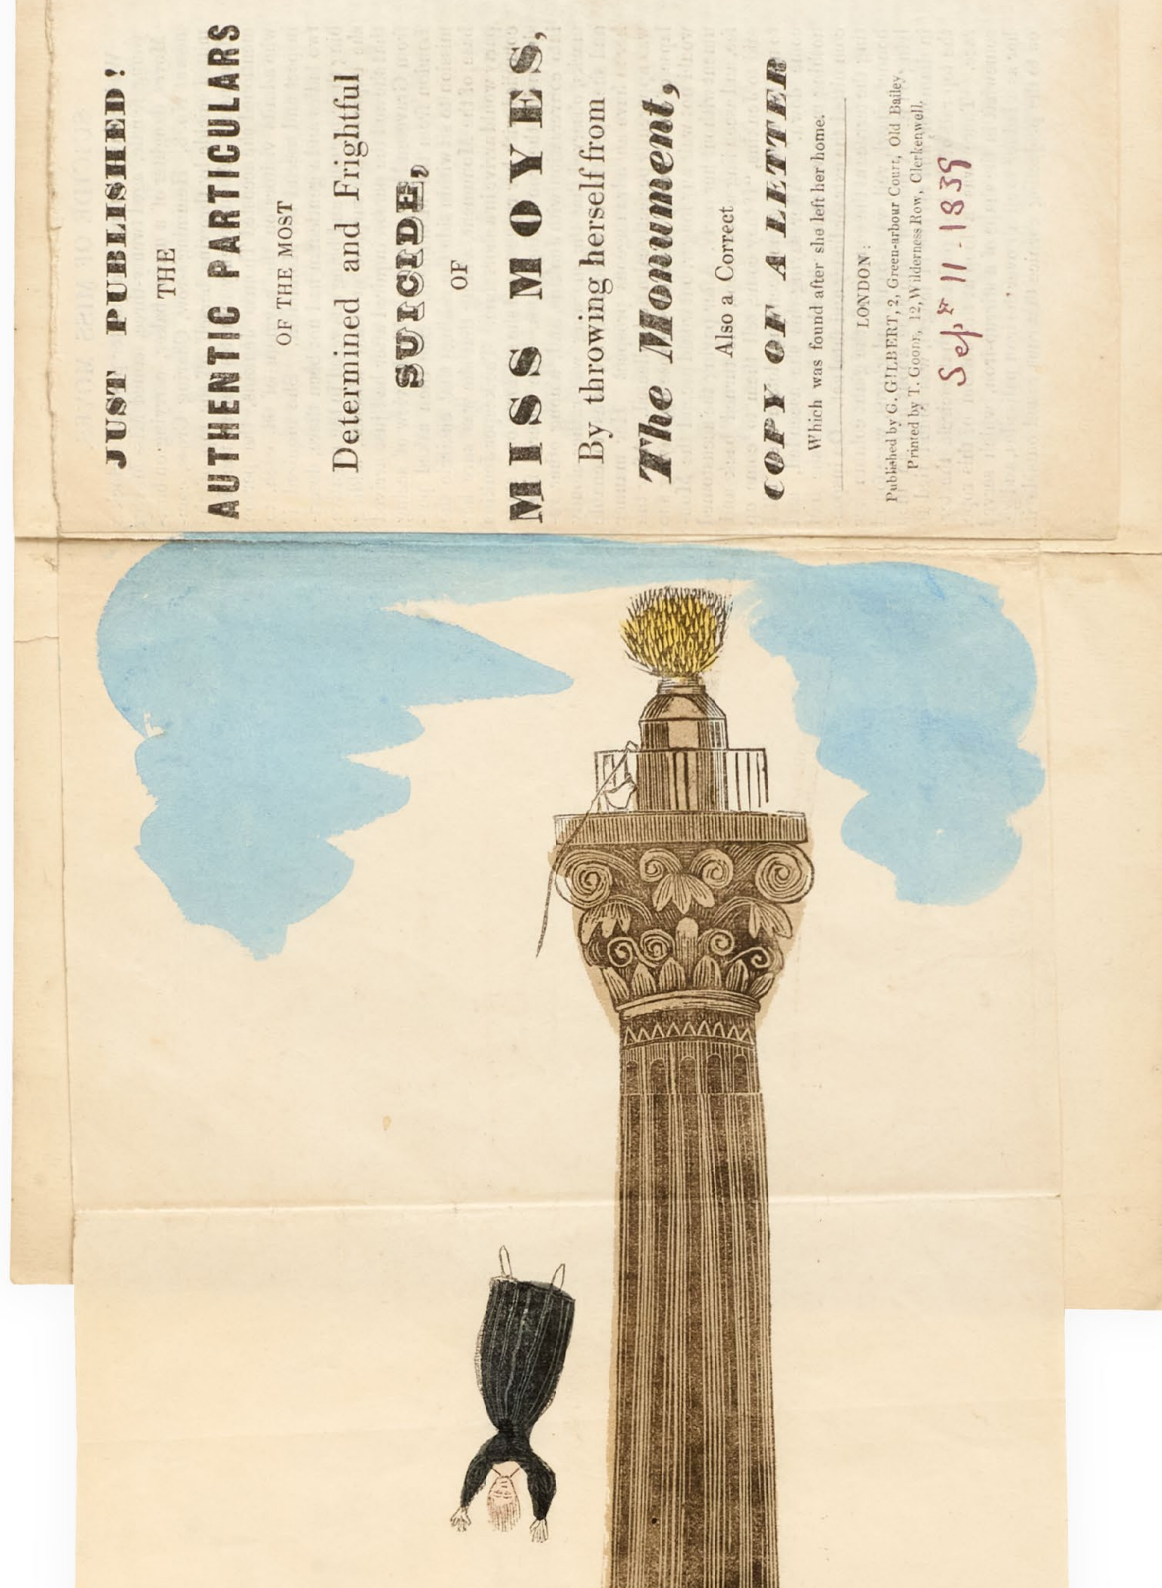 JUST PUBLISHED!
THE
AUTHENTIC PARTICULARS
OF THE MOST
Determined and Frightful
SUICIDE,
OF
MISS MOYES,
By throwing herself from
The Monument,
Also a Correct
COPY OF A LETTER
Which was found after she left her home.
LONDON:
Published by G. GILBERT, 2, Green-arbour Court, Old Bailey.
Printed by T. Goode, 12, Wilderness Row, Clerkenwell.
Sepr 11 - 1839